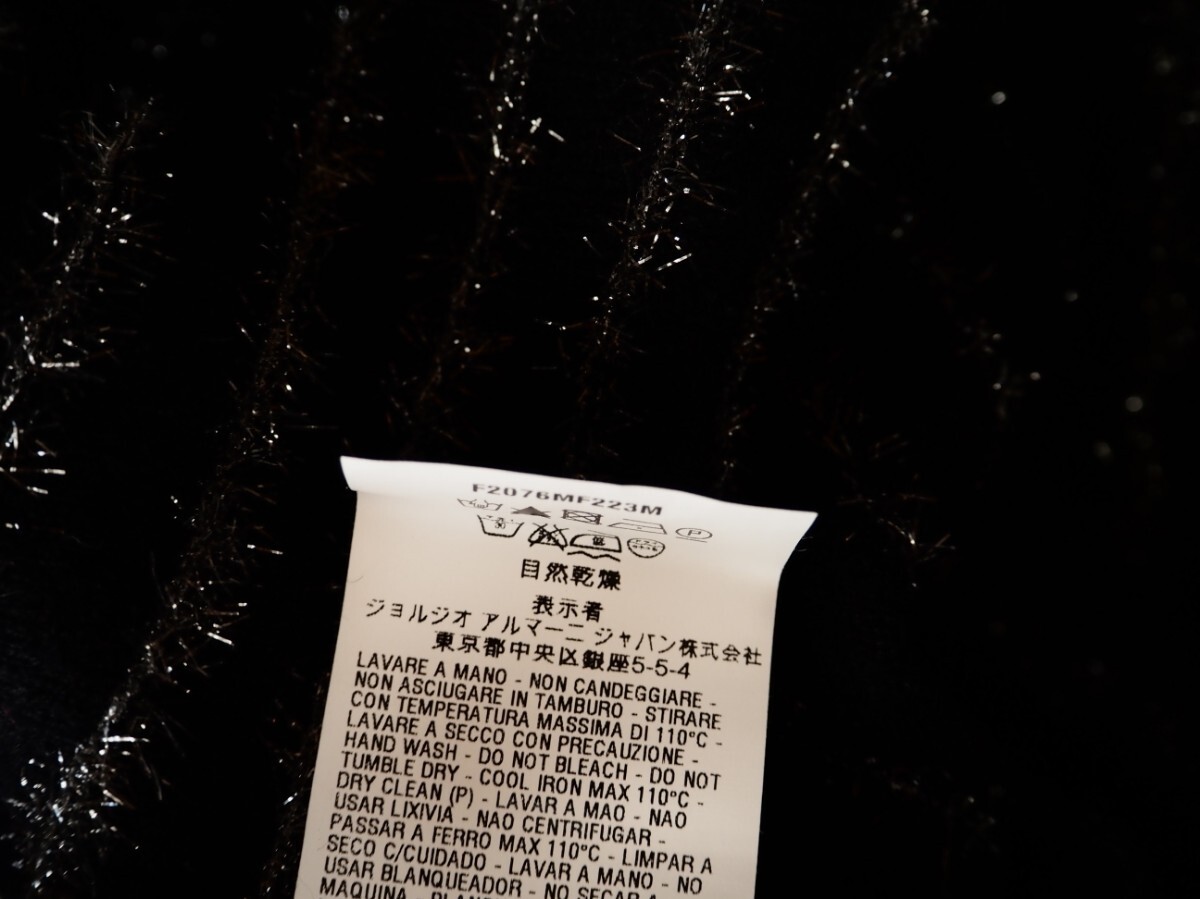 F2076MF223M
P
自然乾燥
表示者
ジョルジオ アルマーニ ジャパン株式会社
東京都中央区銀座5-5-4
LAVARE A MANO - NON CANDEGGIARE -
NON ASCIUGARE IN TAMBURO - STIRARE
CON TEMPERATURA MASSIMA DI 110°C -
LAVARE A SECCO CON PRECAUZIONE -
HAND WASH - DO NOT BLEACH - DO NOT
TUMBLE DRY - COOL IRON MAX 110°C -
DRY CLEAN (P) - LAVAR A MAO - NAO
USAR LIXIVIA - NAO CENTRIFUGAR -
PASSAR A FERRO MAX 110°C - LIMPAR A
SECO C/CUIDADO - LAVAR A MANO - NO
USAR BLANQUEADOR - NO SECAR A
MAQUINA -